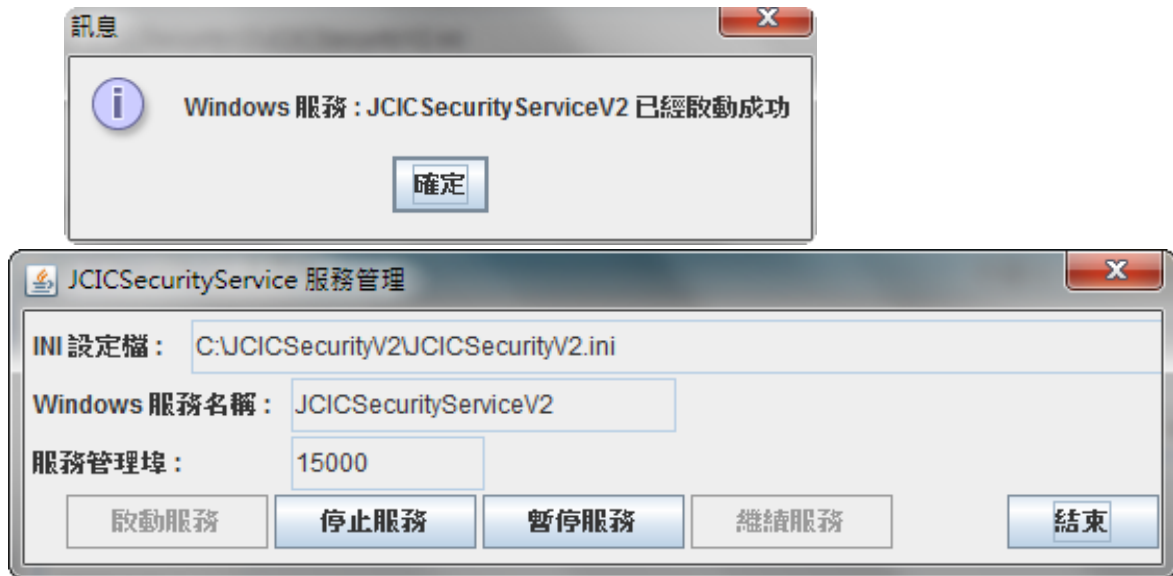 訊息
Windows 服務 : JCICSecurityServiceV2 已經啟動成功
確定
JCICSecurityService 服務管理
INI 設定檔 : C:\JCICSecurityV2\JCICSecurityV2.ini
Windows 服務名稱 : JCICSecurityServiceV2
服務管理埠 : 15000
啟動服務 停止服務 暫停服務 繼續服務 結束